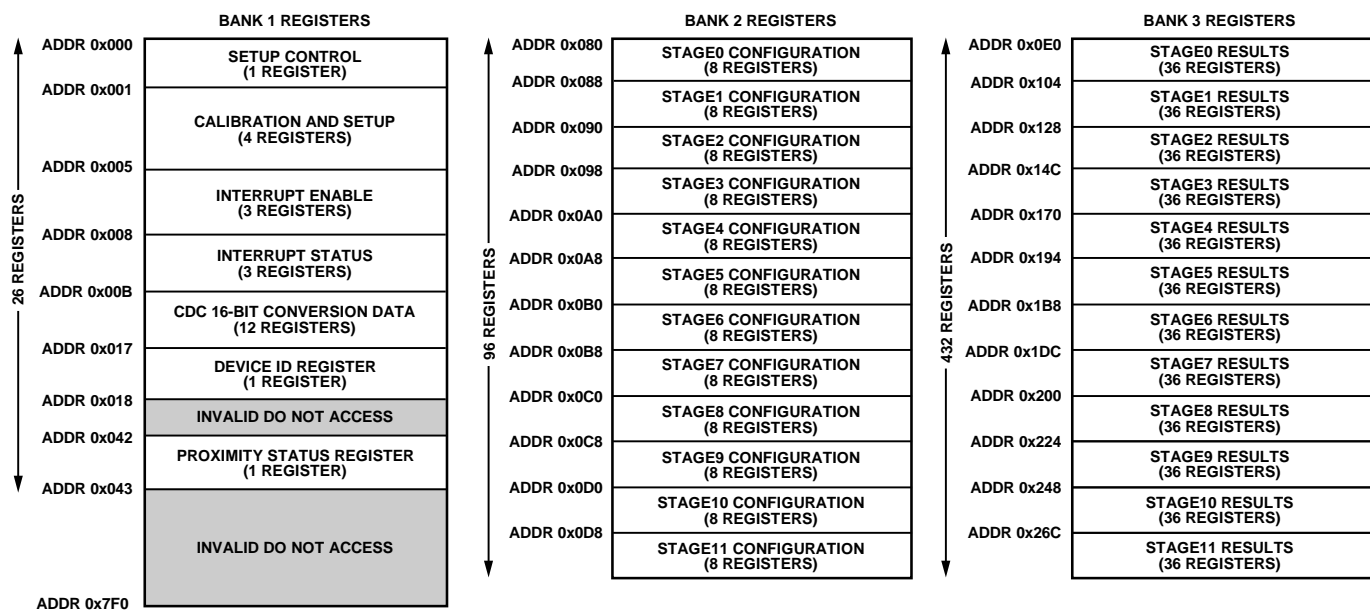 BANK 1 REGISTERS
26 REGISTERS
ADDR 0x000
SETUP CONTROL
(1 REGISTER)
ADDR 0x001
CALIBRATION AND SETUP
(4 REGISTERS)
ADDR 0x005
INTERRUPT ENABLE
(3 REGISTERS)
ADDR 0x008
INTERRUPT STATUS
(3 REGISTERS)
ADDR 0x00B
CDC 16-BIT CONVERSION DATA
(12 REGISTERS)
ADDR 0x017
DEVICE ID REGISTER
(1 REGISTER)
ADDR 0x018
INVALID DO NOT ACCESS
ADDR 0x042
PROXIMITY STATUS REGISTER
(1 REGISTER)
ADDR 0x043
INVALID DO NOT ACCESS
ADDR 0x7F0
BANK 2 REGISTERS
96 REGISTERS
ADDR 0x080
STAGE0 CONFIGURATION
(8 REGISTERS)
ADDR 0x088
STAGE1 CONFIGURATION
(8 REGISTERS)
ADDR 0x090
STAGE2 CONFIGURATION
(8 REGISTERS)
ADDR 0x098
STAGE3 CONFIGURATION
(8 REGISTERS)
ADDR 0x0A0
STAGE4 CONFIGURATION
(8 REGISTERS)
ADDR 0x0A8
STAGE5 CONFIGURATION
(8 REGISTERS)
ADDR 0x0B0
STAGE6 CONFIGURATION
(8 REGISTERS)
ADDR 0x0B8
STAGE7 CONFIGURATION
(8 REGISTERS)
ADDR 0x0C0
STAGE8 CONFIGURATION
(8 REGISTERS)
ADDR 0x0C8
STAGE9 CONFIGURATION
(8 REGISTERS)
ADDR 0x0D0
STAGE10 CONFIGURATION
(8 REGISTERS)
ADDR 0x0D8
STAGE11 CONFIGURATION
(8 REGISTERS)
BANK 3 REGISTERS
432 REGISTERS
ADDR 0x0E0
STAGE0 RESULTS
(36 REGISTERS)
ADDR 0x104
STAGE1 RESULTS
(36 REGISTERS)
ADDR 0x128
STAGE2 RESULTS
(36 REGISTERS)
ADDR 0x14C
STAGE3 RESULTS
(36 REGISTERS)
ADDR 0x170
STAGE4 RESULTS
(36 REGISTERS)
ADDR 0x194
STAGE5 RESULTS
(36 REGISTERS)
ADDR 0x1B8
STAGE6 RESULTS
(36 REGISTERS)
ADDR 0x1DC
STAGE7 RESULTS
(36 REGISTERS)
ADDR 0x200
STAGE8 RESULTS
(36 REGISTERS)
ADDR 0x224
STAGE9 RESULTS
(36 REGISTERS)
ADDR 0x248
STAGE10 RESULTS
(36 REGISTERS)
ADDR 0x26C
STAGE11 RESULTS
(36 REGISTERS)